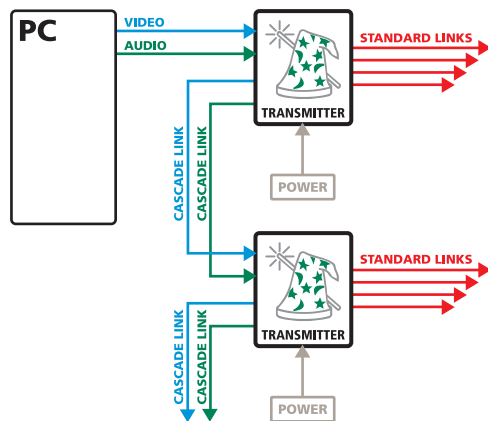 PC
VIDEO
AUDIO
STANDARD LINKS
TRANSMITTER
CASCADE LINK
CASCADE LINK
POWER
STANDARD LINKS
TRANSMITTER
CASCADE LINK
CASCADE LINK
POWER